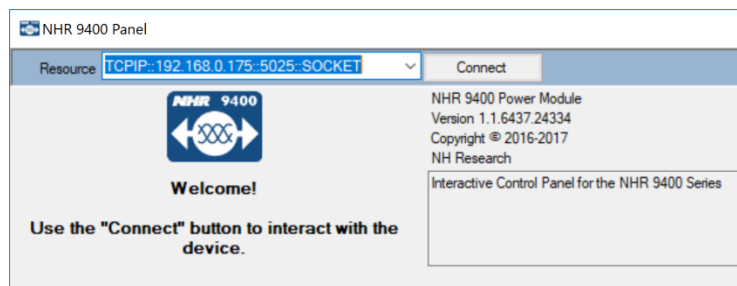 NHR 9400 Panel
Resource TCPIP::192.168.0.175::5025::SOCKET Connect
NHR 9400
Welcome!
Use the "Connect" button to interact with the
device.
NHR 9400 Power Module
Version 1.1.6437.24334
Copyright © 2016-2017
NH Research
Interactive Control Panel for the NHR 9400 Series